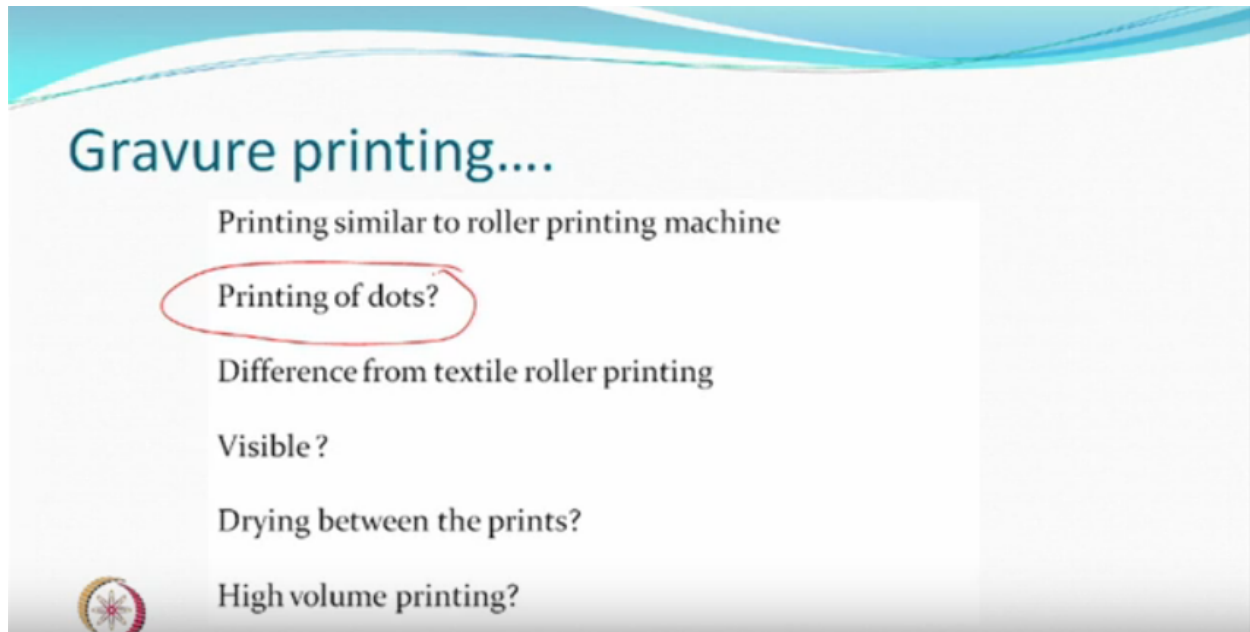 Gravure printing....
Printing similar to roller printing machine
Printing of dots?
Difference from textile roller printing
Visible ?
Drying between the prints?
High volume printing?